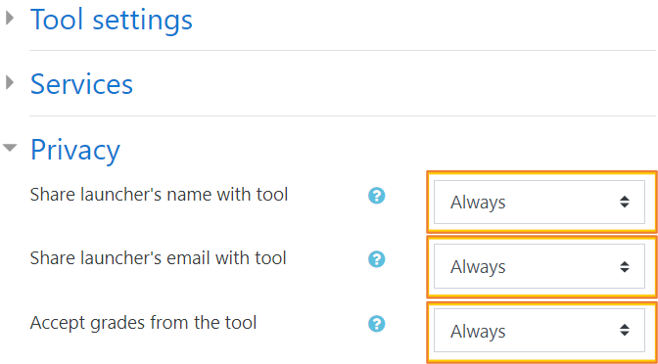 Tool settings
Services
Privacy
Share launcher's name with tool ? Always
Share launcher's email with tool ? Always
Accept grades from the tool ? Always